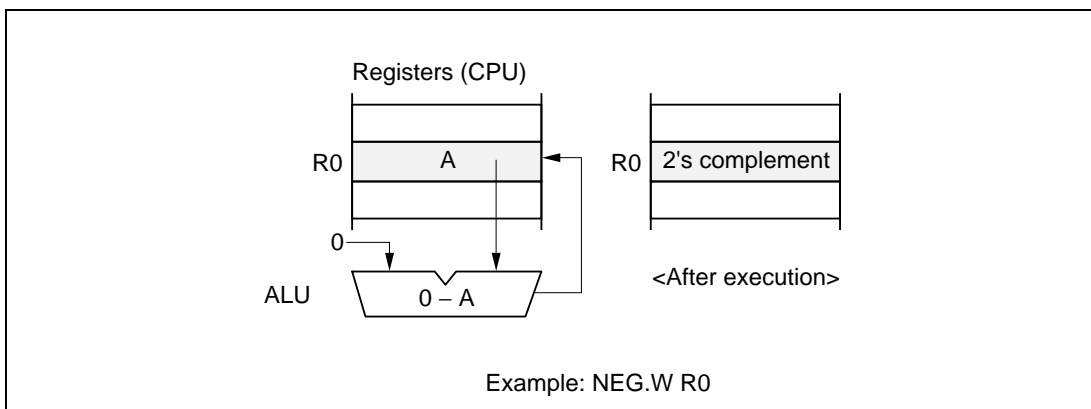 Registers (CPU)
R0
A
R0
2's complement
0
ALU
0 – A
<After execution>
Example: NEG.W R0